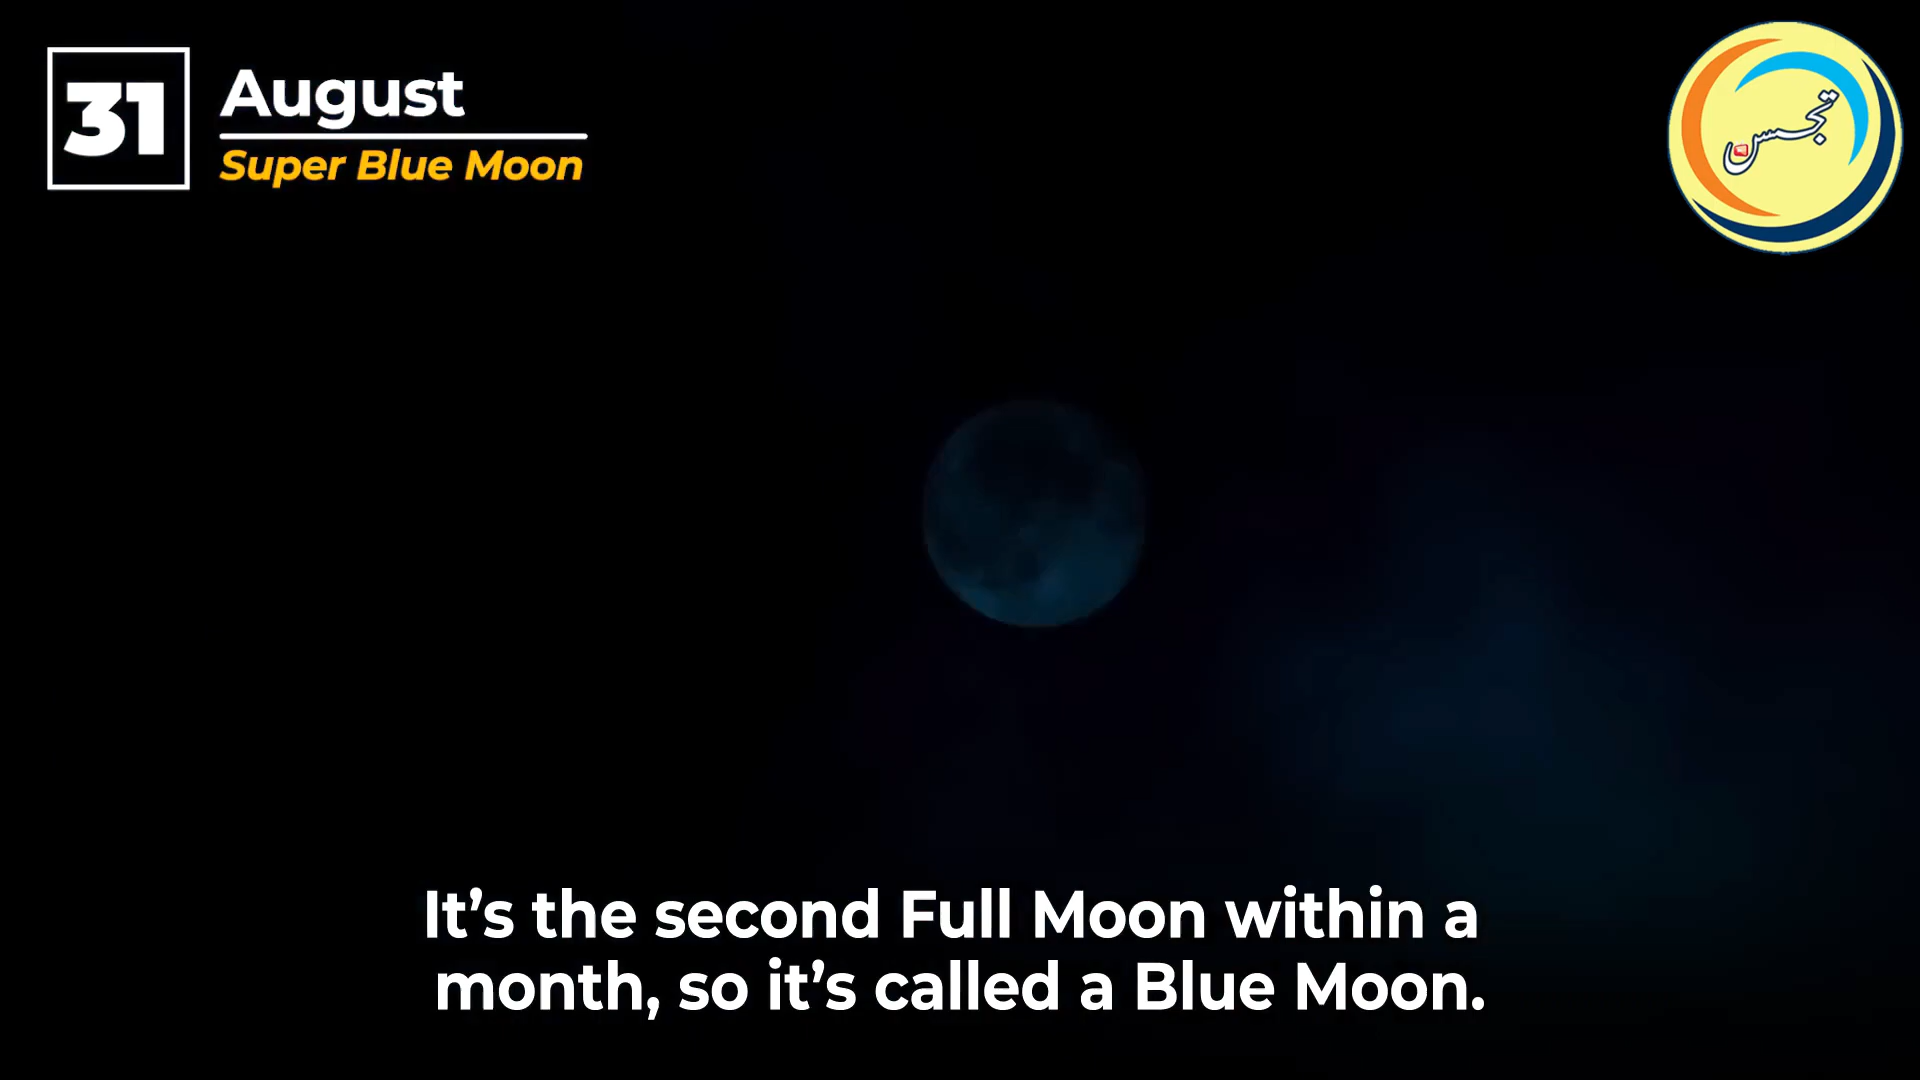 31
August
Super Blue Moon
تجسس
It’s the second Full Moon within a
month, so it’s called a Blue Moon.